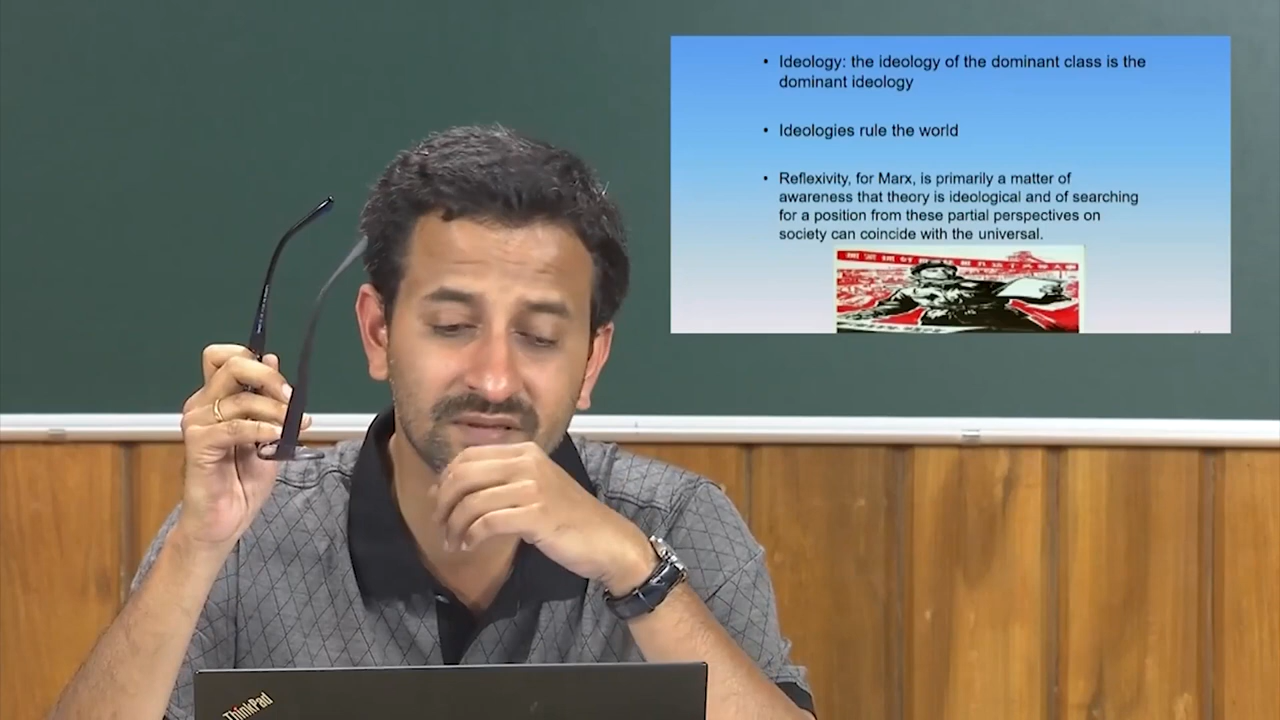 • Ideology: the ideology of the dominant class is the
dominant ideology
• Ideologies rule the world
• Reflexivity, for Marx, is primarily a matter of
awareness that theory is ideological and of searching
for a position from these partial perspectives on
society can coincide with the universal.
ThinkPad